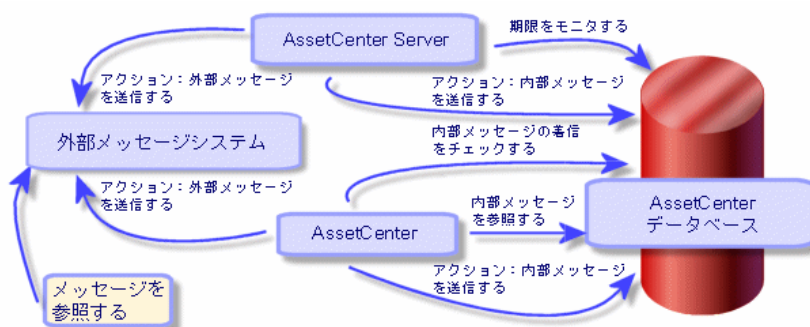 AssetCenter Server
期限をモニタする
アクション：外部メッセージ
を送信する
アクション：内部メッセージ
を送信する
外部メッセージシステム
内部メッセージの着信
をチェックする
アクション：外部メッセージ
を送信する
内部メッセージ
を参照する
AssetCenter
AssetCenter
データベース
アクション：内部メッセージ
を送信する
メッセージを
参照する